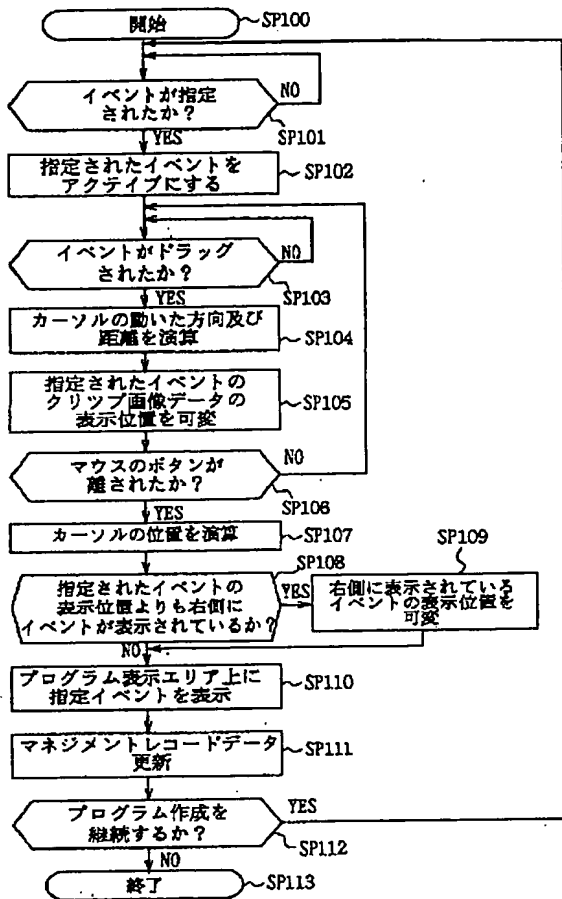 開始
SP100
イベントが指定
されたか?
NO
SP101
YES
指定されたイベントを
アクテイブにする
SP102
イベントがドラッグ
されたか?
NO
SP103
YES
カーソルの動いた方向及び
距離を演算
SP104
指定されたイベントの
クリップ画像データの
表示位置を可変
SP105
マウスのボタンが
離されたか?
NO
SP106
YES
カーソルの位置を演算
SP107
指定されたイベントの
表示位置よりも右側に
イベントが表示されているか?
SP108
YES
SP109
右側に表示されている
イベントの表示位置を
可変
NO
プログラム表示エリア上に
指定イベントを表示
SP110
マネジメントレコードデータ
更新
SP111
プログラム作成を
継続するか?
YES
SP112
NO
終了
SP113